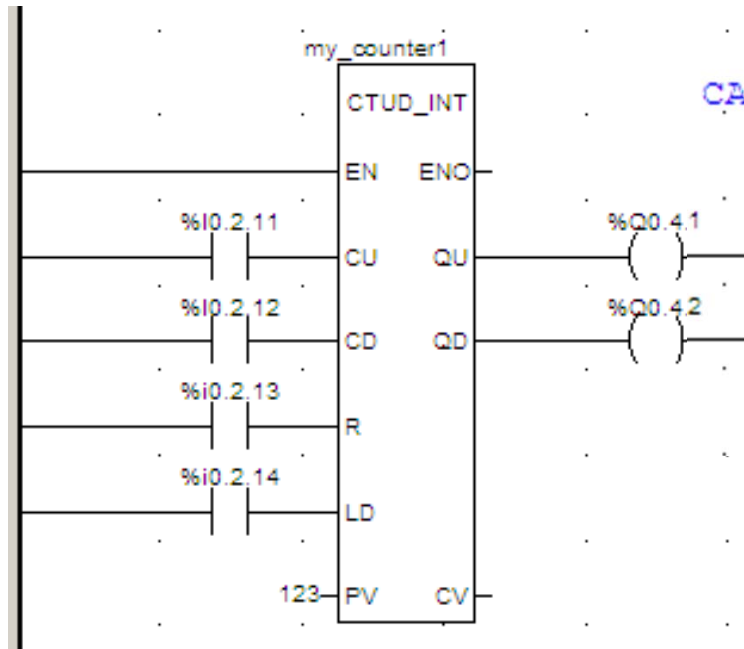 my_counter1
CTUD_INT
CA
EN ENO
%I0.2.11 %Q0.4.1
CU QU
%I0.2.12 %Q0.4.2
CD QD
%i0.2.13
R
%i0.2.14
LD
123 PV CV